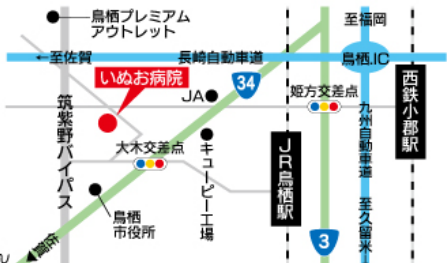 鳥栖プレミアム
アウトレット
至福岡
←至佐賀
長崎自動車道
鳥栖.IC
いぬお病院
34
JA
姫方交差点
西鉄小郡駅
筑紫野バイパス
大木交差点
キューピー工場
JR鳥栖駅
九州自動車道
鳥栖
市役所
至久留米→
佐賀
3